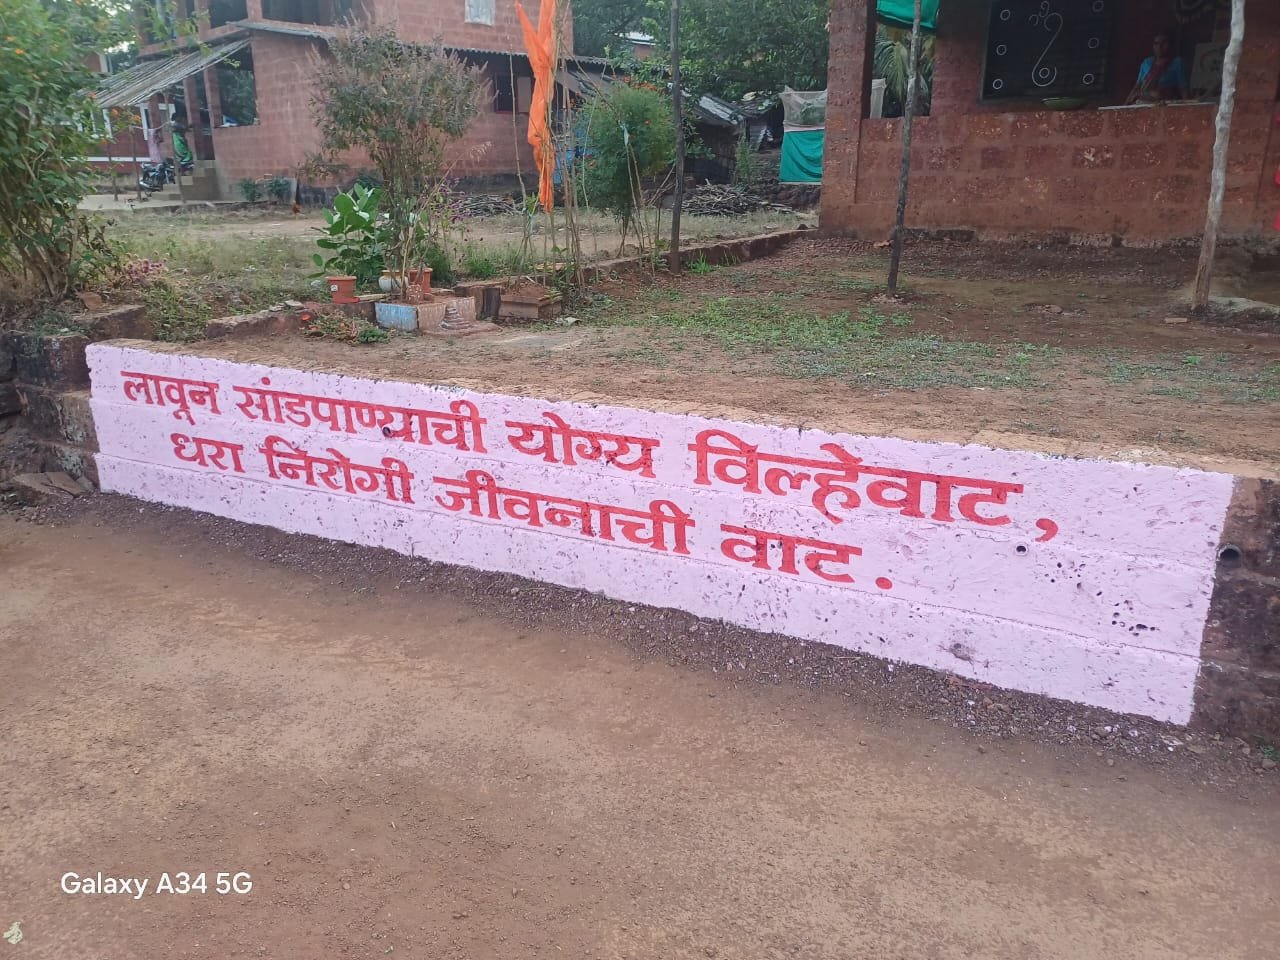 लावून सांडपाण्याची योग्य विल्हेवाट,
धरा निरोगी जीवनाची वाट.
Galaxy A34 5G